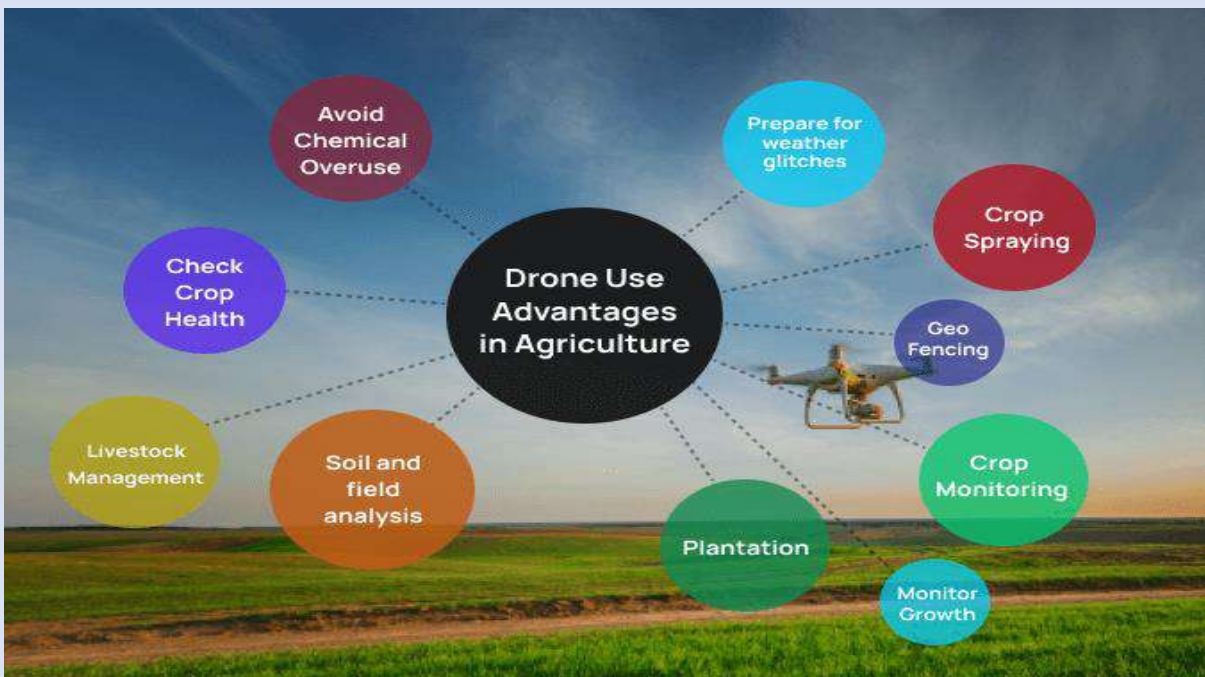 Drone Use
Advantages
in Agriculture
Avoid
Chemical
Overuse
Prepare for
weather
glitches
Crop
Spraying
Check
Crop
Health
Geo
Fencing
Livestock
Management
Soil and
field
analysis
Crop
Monitoring
Plantation
Monitor
Growth